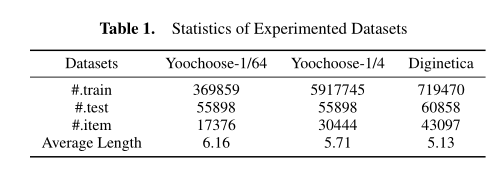 Table 1. Statistics of Experimented Datasets
Datasets Yoochoose-1/64 Yoochoose-1/4 Diginetica
#.train 369859 5917745 719470
#.test 55898 55898 60858
#.item 17376 30444 43097
Average Length 6.16 5.71 5.13